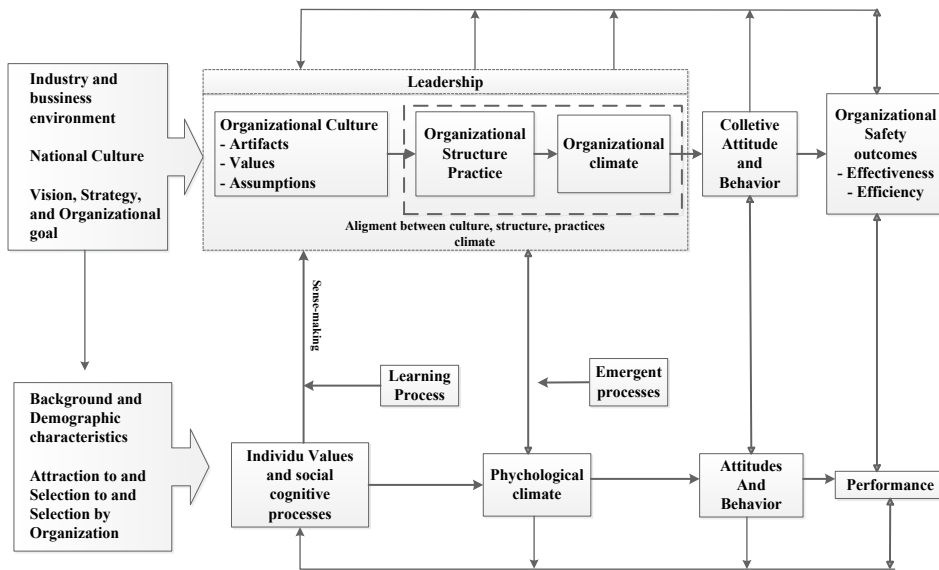 Industry and
bussiness
environment
National Culture
Vision, Strategy,
and Organizational
goal
Leadership
Organizational Culture
- Artifacts
- Values
- Assumptions
Organizational
Structure
Practice
Organizational
climate
Aligment between culture, structure, practices
climate
Colletive
Attitude
and
Behavior
Organizational
Safety
outcomes
- Effectiveness
- Efficiency
Sense-making
Learning
Process
Emergent
processes
Background and
Demographic
characteristics
Attraction to and
Selection to and
Selection by
Organization
Individu Values
and social
cognitive
processes
Phychological
climate
Attitudes
And
Behavior
Performance